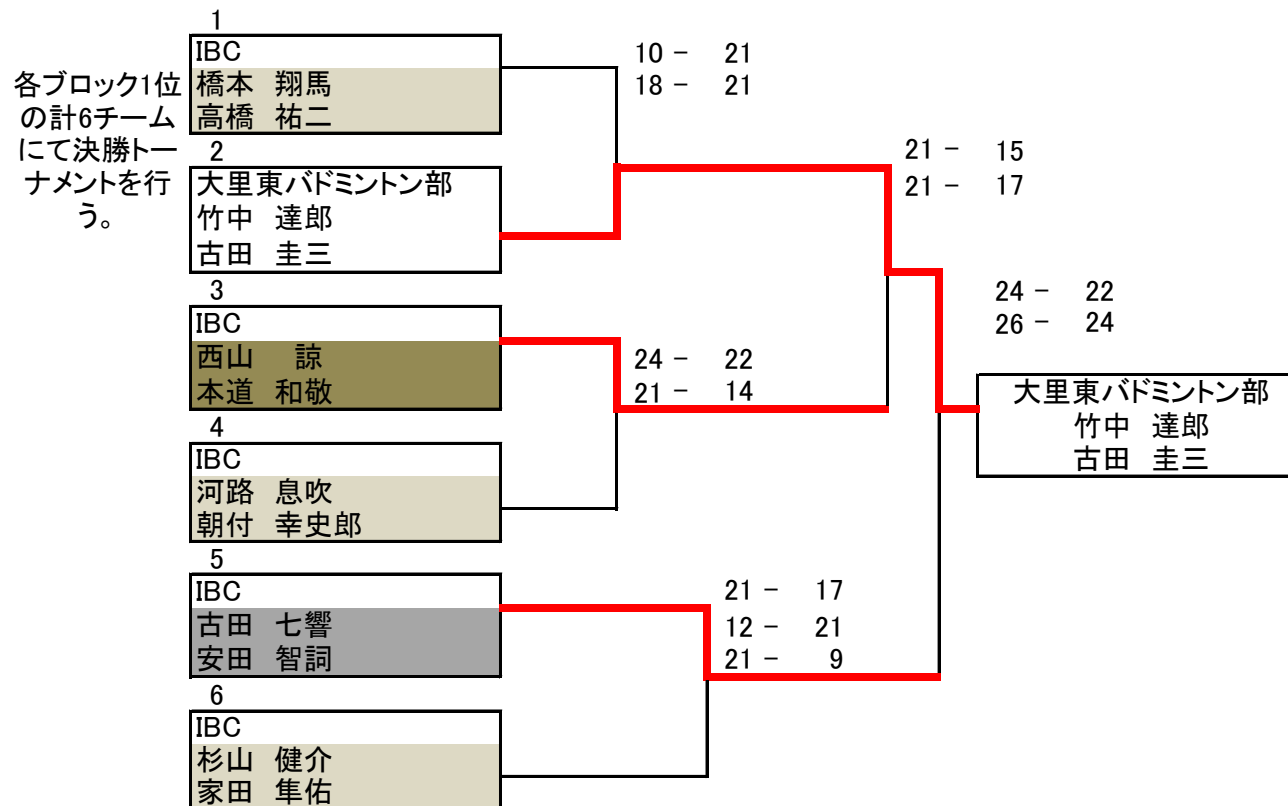 各ブロック1位
の計6チーム
にて決勝トー
ナメントを行
う。
1
IBC
橋本 翔馬
高橋 祐二
2
大里東バドミントン部
竹中 達郎
古田 圭三
3
IBC
西山 諒
本道 和敬
4
IBC
河路 息吹
朝付 幸史郎
5
IBC
古田 七響
安田 智詞
6
IBC
杉山 健介
家田 隼佑
10 − 21
18 − 21
24 − 22
21 − 14
21 − 17
12 − 21
21 − 9
21 − 15
21 − 17
24 − 22
26 − 24
大里東バドミントン部
竹中 達郎
古田 圭三